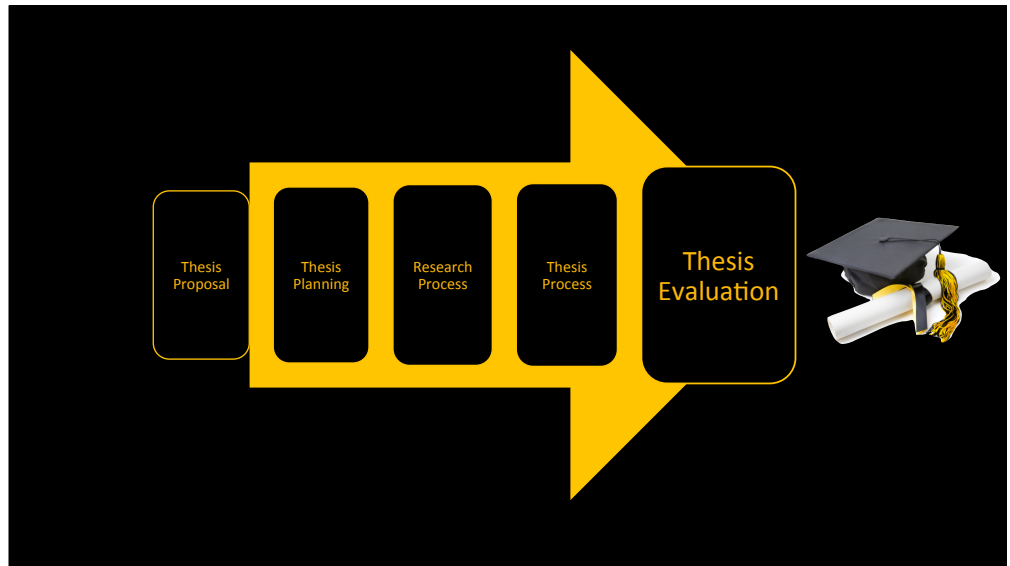 Thesis
Proposal
Thesis
Planning
Research
Process
Thesis
Process
Thesis
Evaluation